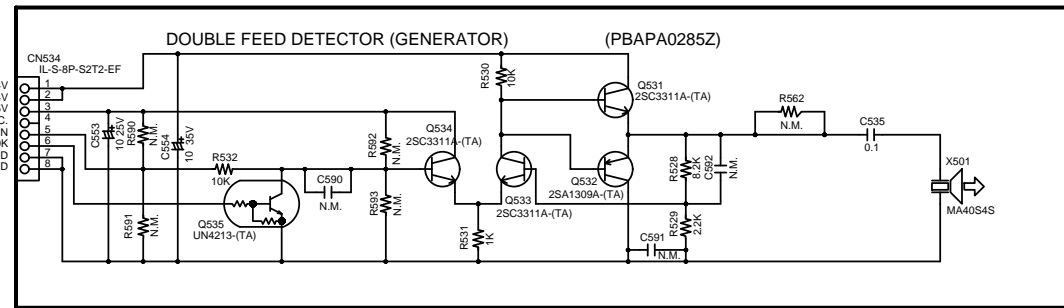 DOUBLE FEED DETECTOR (GENERATOR) (PBAPA0285Z)
CN534
IL-S-8P-S2T2-EF
1
2
3
4
5
6
7
8
C553
10 25V
R590
N.M.
C554
10 35V
R591
N.M.
R532
10K
Q535
UN4213-(TA)
C590
N.M.
R592
N.M.
R593
N.M.
Q534
2SC3311A-(TA)
R531
1K
R530
10K
Q533
2SC3311A-(TA)
Q531
2SC3311A-(TA)
Q532
2SA1309A-(TA)
C591
N.M.
R528
8.2K
C592
N.M.
R529
2.2K
R562
N.M.
C535
0.1
X501
MA40S4S